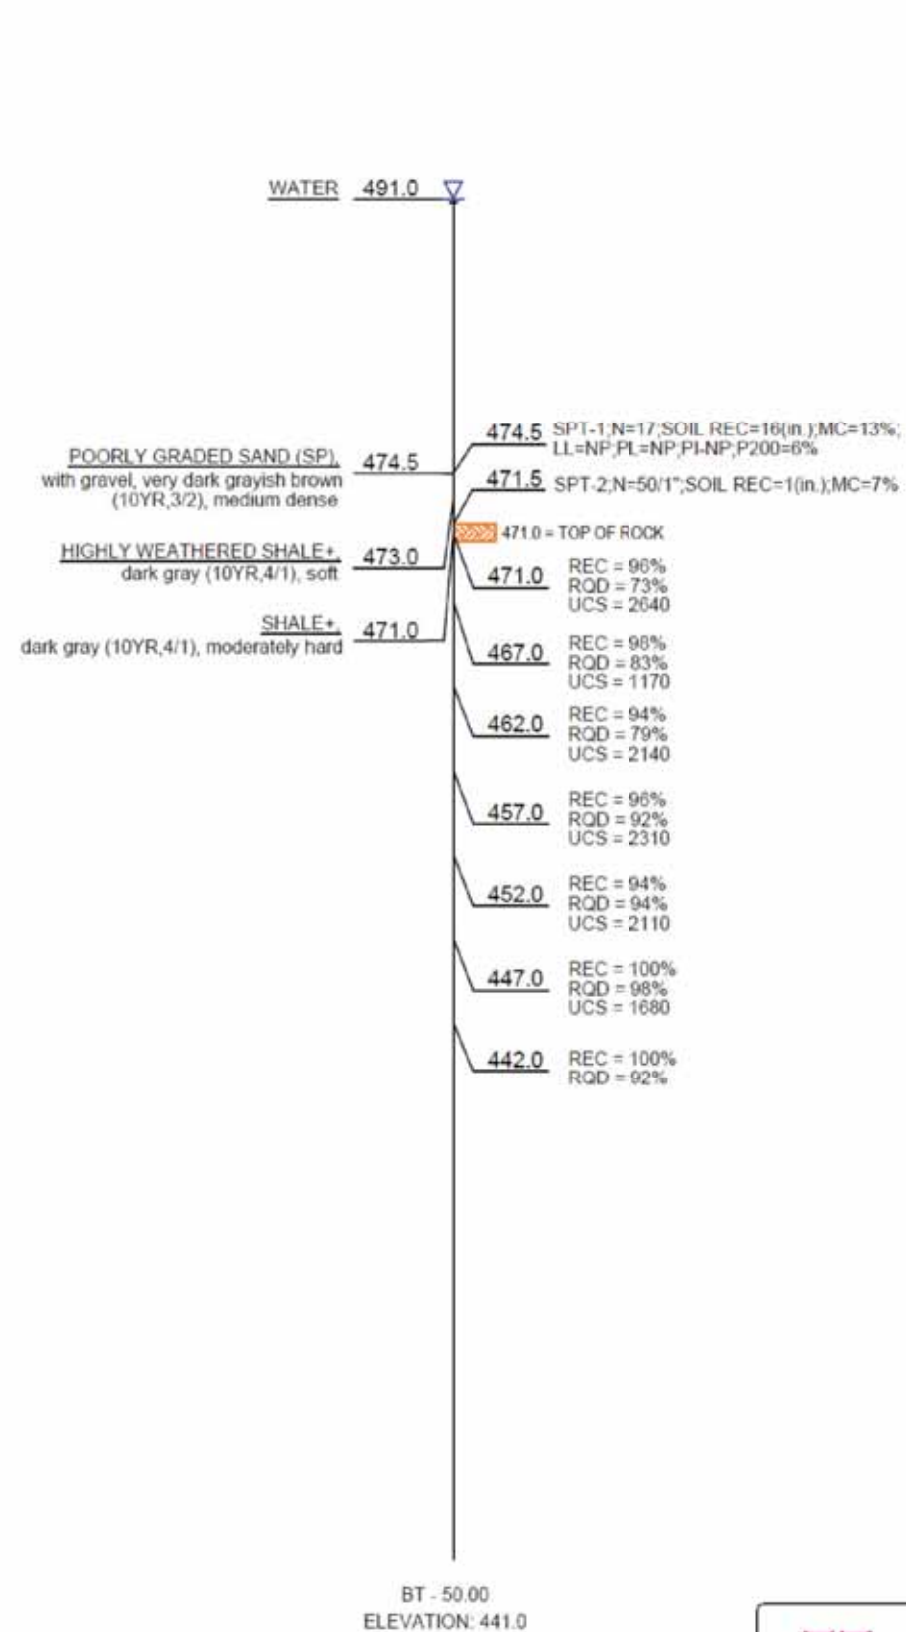 WATER 491.0
474.5 SPT-1;N=17;SOIL REC=16(in.);MC=13%;
LL=NP;PL=NP;PI-NP;P200=6%
POORLY GRADED SAND (SP), 474.5
with gravel, very dark grayish brown
(10YR,3/2), medium dense
471.5 SPT-2;N=50/1";SOIL REC=1(in.);MC=7%
471.0 = TOP OF ROCK
HIGHLY WEATHERED SHALE+, 473.0
dark gray (10YR,4/1), soft
471.0 REC = 96%
RQD = 73%
UCS = 2640
SHALE+, 471.0
dark gray (10YR,4/1), moderately hard
467.0 REC = 98%
RQD = 83%
UCS = 1170
462.0 REC = 94%
RQD = 79%
UCS = 2140
457.0 REC = 96%
RQD = 92%
UCS = 2310
452.0 REC = 94%
RQD = 94%
UCS = 2110
447.0 REC = 100%
RQD = 98%
UCS = 1680
442.0 REC = 100%
RQD = 92%
BT - 50.00
ELEVATION: 441.0